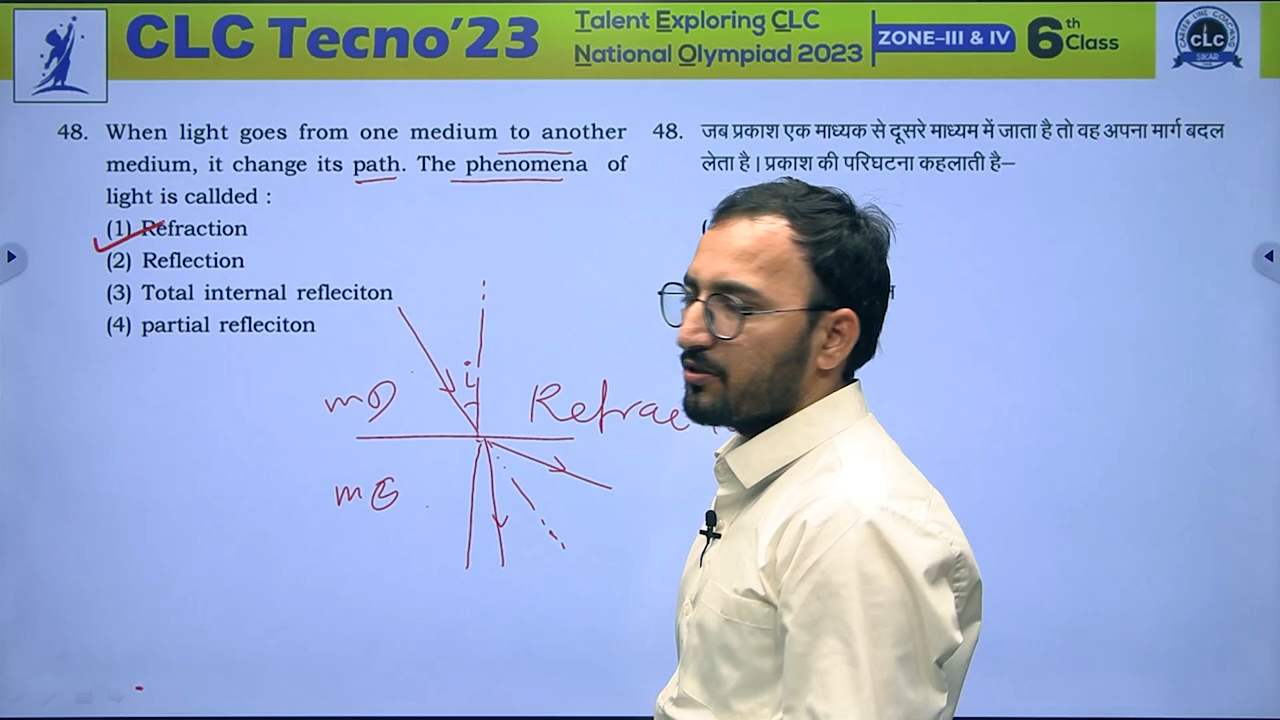 CLC Tecno'23
Talent Exploring CLC
National Olympiad 2023
ZONE–III & IV
6th Class
CAREER LINE COACHING
CLC
SIKAR
48. When light goes from one medium to another
medium, it change its path. The phenomena of
light is callded :
(1) Refraction
(2) Reflection
(3) Total internal refleciton
(4) partial refleciton
48. जब प्रकाश एक माध्यक से दूसरे माध्यम में जाता है तो वह अपना मार्ग बदल
लेता है। प्रकाश की परिघटना कहलाती है–
i